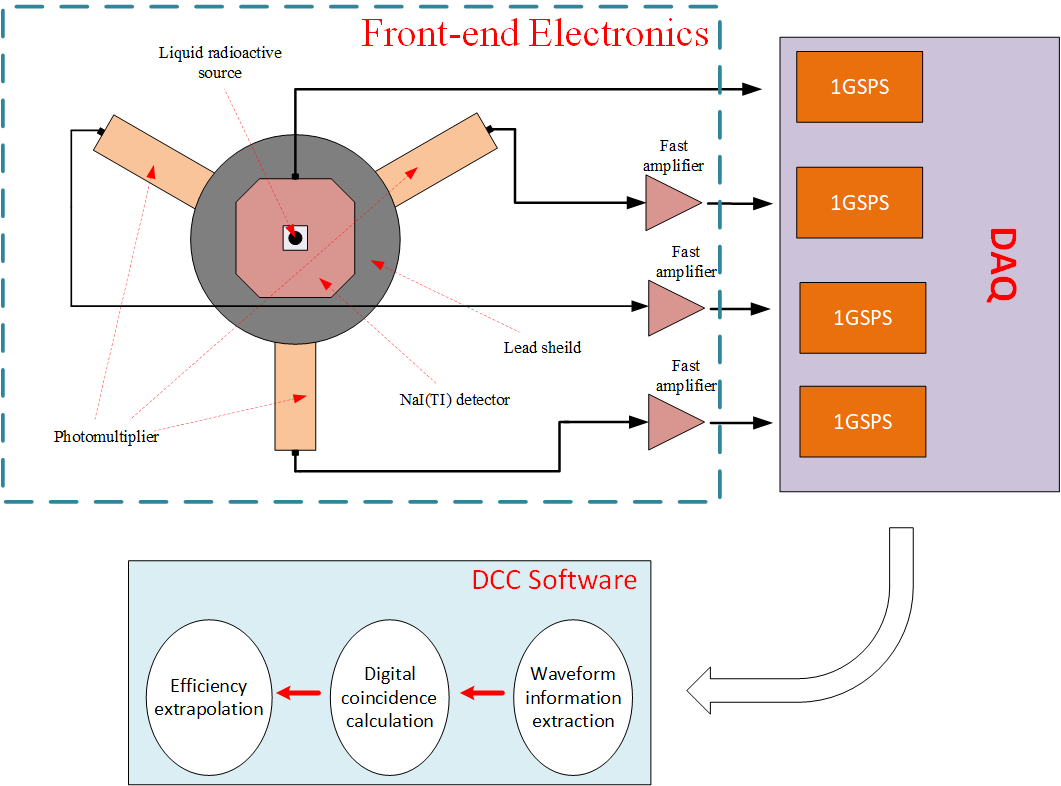 Front-end Electronics
Liquid radioactive
source
Fast
amplifier
Fast
amplifier
Fast
amplifier
Lead sheild
NaI(TI) detector
Photomultiplier
1GSPS
1GSPS
1GSPS
1GSPS
DAQ
DCC Software
Efficiency
extrapolation
Digital
coincidence
calculation
Waveform
information
extraction